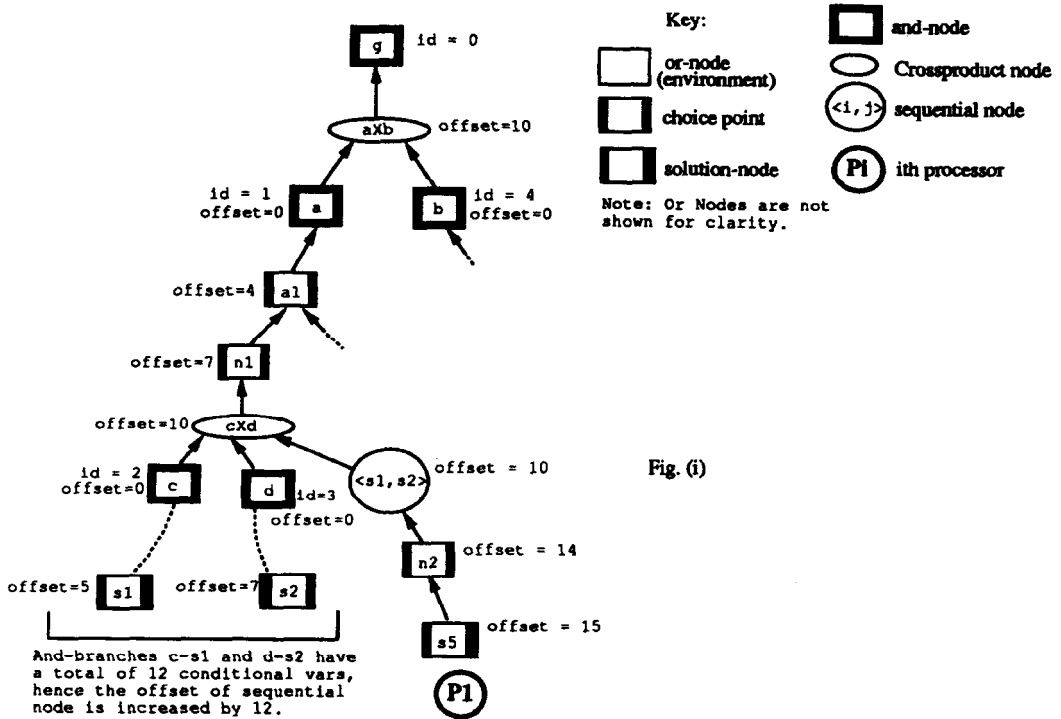 g
id = 0
aXb
offset=10
id = 1
offset=0
a
b
id = 4
offset=0
offset=4
a1
offset=7
n1
offset=10
cXd
id = 2
offset=0
c
d
id=3
offset=0
<s1,s2>
offset = 10
n2
offset = 14
offset=5
s1
offset=7
s2
s5
offset = 15
P1
And-branches c-s1 and d-s2 have
a total of 12 conditional vars,
hence the offset of sequential
node is increased by 12.
Key:
or-node
(environment)
choice point
solution-node
and-node
Crossproduct node
<i,j>
sequential node
Pi
ith processor
Note: Or Nodes are not
shown for clarity.
Fig. (i)